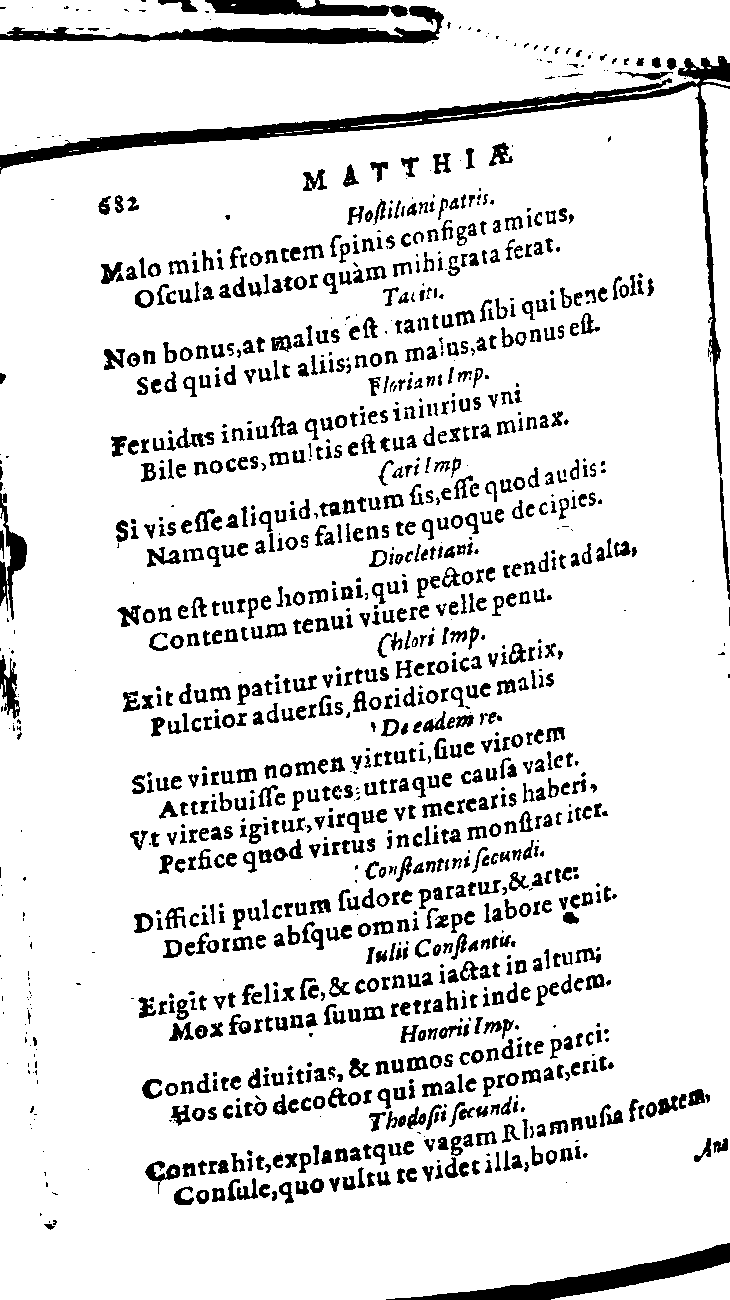 682
MATTHIÆ
Hoſtiliani patris.
Malo mihi frontem ſpinis configat amicus,
Oſcula adulator quàm mihi grata ferat.
Taciti.
Non bonus, at malus eſt tantum ſibi qui bene ſoli;
Sed quid vult aliis; non malus, at bonus eſt.
Floriani Imp.
Feruidus iniuſta quoties iniurius vni
Bile noces, multis eſt tua dextra minax.
Cari Imp
Si vis eſſe aliquid, tantum ſis, eſſe quod audis:
Namque alios fallens te quoque decipies.
Diocletiani.
Non eſt turpe homini, qui pectore tendit ad alta,
Contentum tenui viuere velle penu.
Chlori Imp.
Exit dum patitur virtus Heroica victrix,
Pulcrior aduerſis, floridiorque malis
De eadem re.
Siue virum nomen virtuti, ſiue virorem
Attribuiſſe putes; utraque cauſa valet.
Vt vireas igitur, virque vt merearis haberi,
Perfice quod virtus inclita monſtrat iter.
Conſtantini ſecundi.
Difficili pulcrum ſudore paratur, & arte:
Deforme abſque omni ſæpe labore venit.
Iulii Conſtantis.
Erigit vt felix ſe, & cornua iactat in altum;
Mox fortuna ſuum retrahit inde pedem.
Honorii Imp.
Condite diuitias, & numos condite parci:
Hos citò decoctor qui male promat, erit.
Thodoſii ſecundi.
Contrahit, explanatque vagam Rhamnuſia frontem,
Conſule, quo vultu te videt illa, boni.
Ana